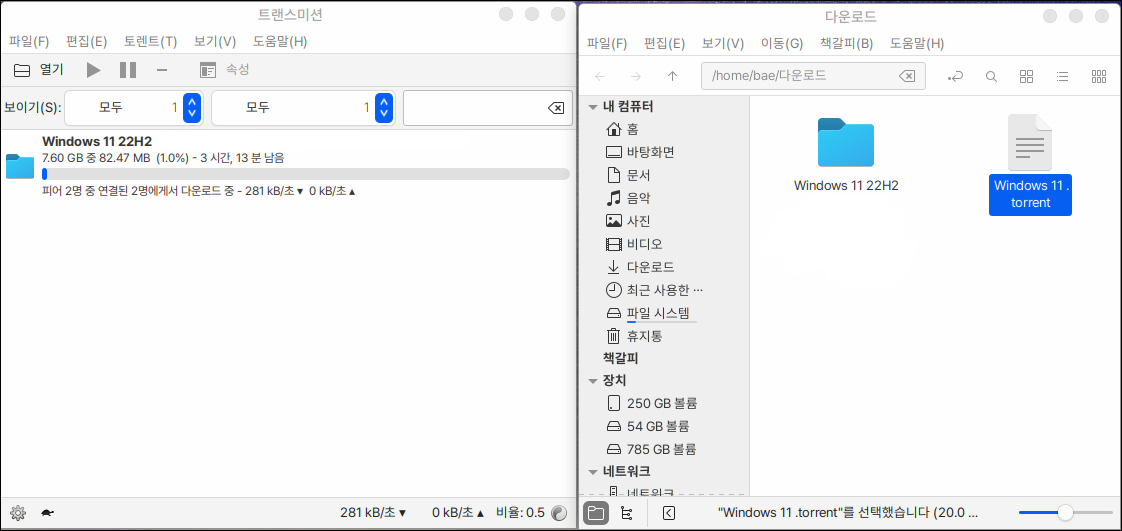 트랜스미션
파일(F) 편집(E) 토렌트(T) 보기(V) 도움말(H)
열기 속성
보이기(S): 모두 1 모두 1
Windows 11 22H2
7.60 GB 중 82.47 MB (1.0%) - 3 시간, 13 분 남음
피어 2명 중 연결된 2명에게서 다운로드 중 - 281 kB/초 ▾ 0 kB/초 ▴
281 kB/초 ▾ 0 kB/초 ▴ 비율: 0.5
다운로드
파일(F) 편집(E) 보기(V) 이동(G) 책갈피(B) 도움말(H)
/home/bae/다운로드
내 컴퓨터
홈
바탕화면
문서
음악
사진
비디오
다운로드
최근 사용한 …
파일 시스템
휴지통
책갈피
장치
250 GB 볼륨
54 GB 볼륨
785 GB 볼륨
네트워크
네트워크
Windows 11 22H2
Windows 11 .
torrent
"Windows 11 .torrent"를 선택했습니다 (20.0 ...